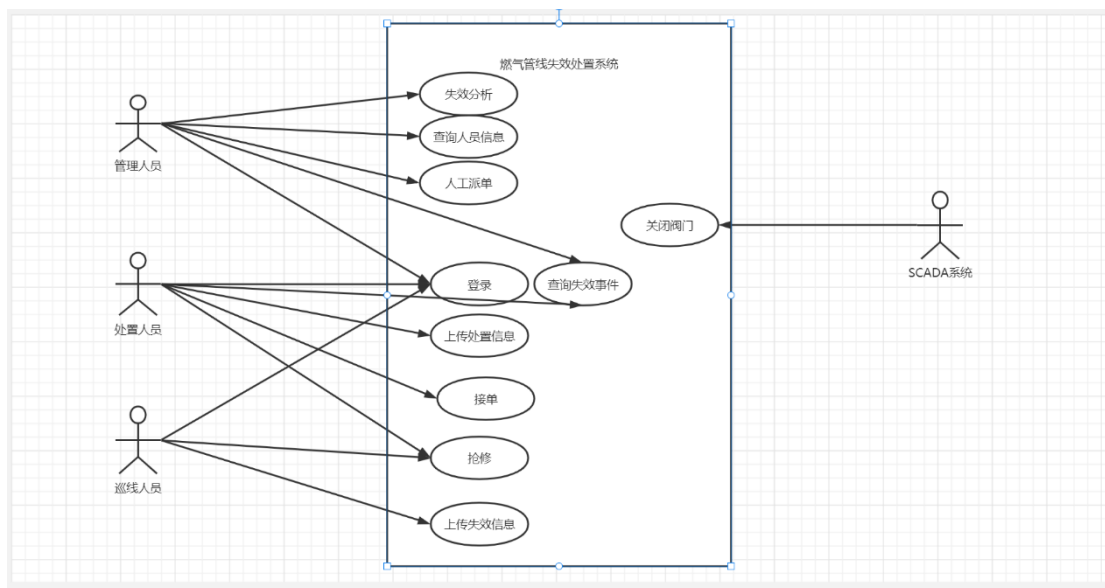 燃气管线失效处置系统
失效分析
查询人员信息
人工派单
管理人员
关闭阀门
SCADA系统
登录
查询失效事件
处置人员
上传处置信息
接单
抢修
巡线人员
上传失效信息